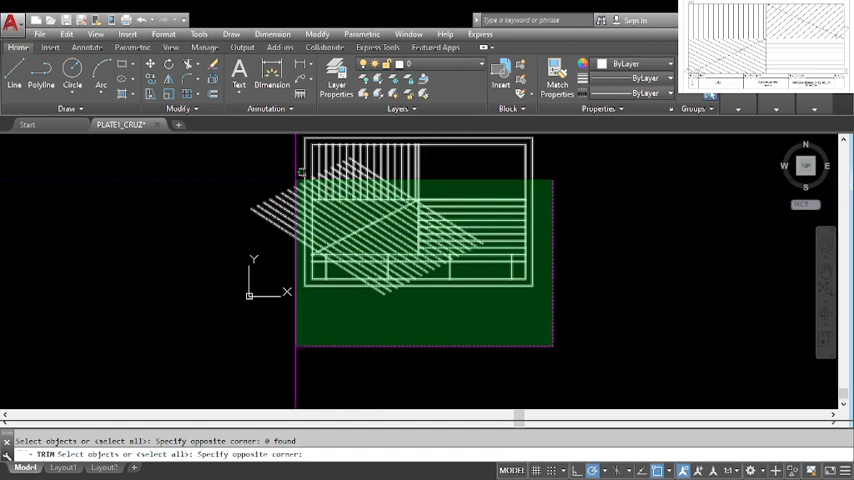 Type a keyword or phrase
Sign In
File Edit View Insert Format Tools Draw Dimension Modify Parametric Window Help Express
Home Insert Annotate Parametric View Manage Output Add-ins Collaborate Express Tools Featured Apps
0
ByLayer
Line Polyline Circle Arc
Text Dimension
Layer Properties
Insert
Match Properties
ByLayer
ByLayer
Draw Modify Annotation Layers Block Properties Groups
Start PLATE1_CRUZ*
N
W TOP E
S
WCS
Y
X
Select objects or <select all>: Specify opposite corner: 0 found
TRIM Select objects or <select all>: Specify opposite corner:
Model Layout1 Layout2
MODEL
1:1